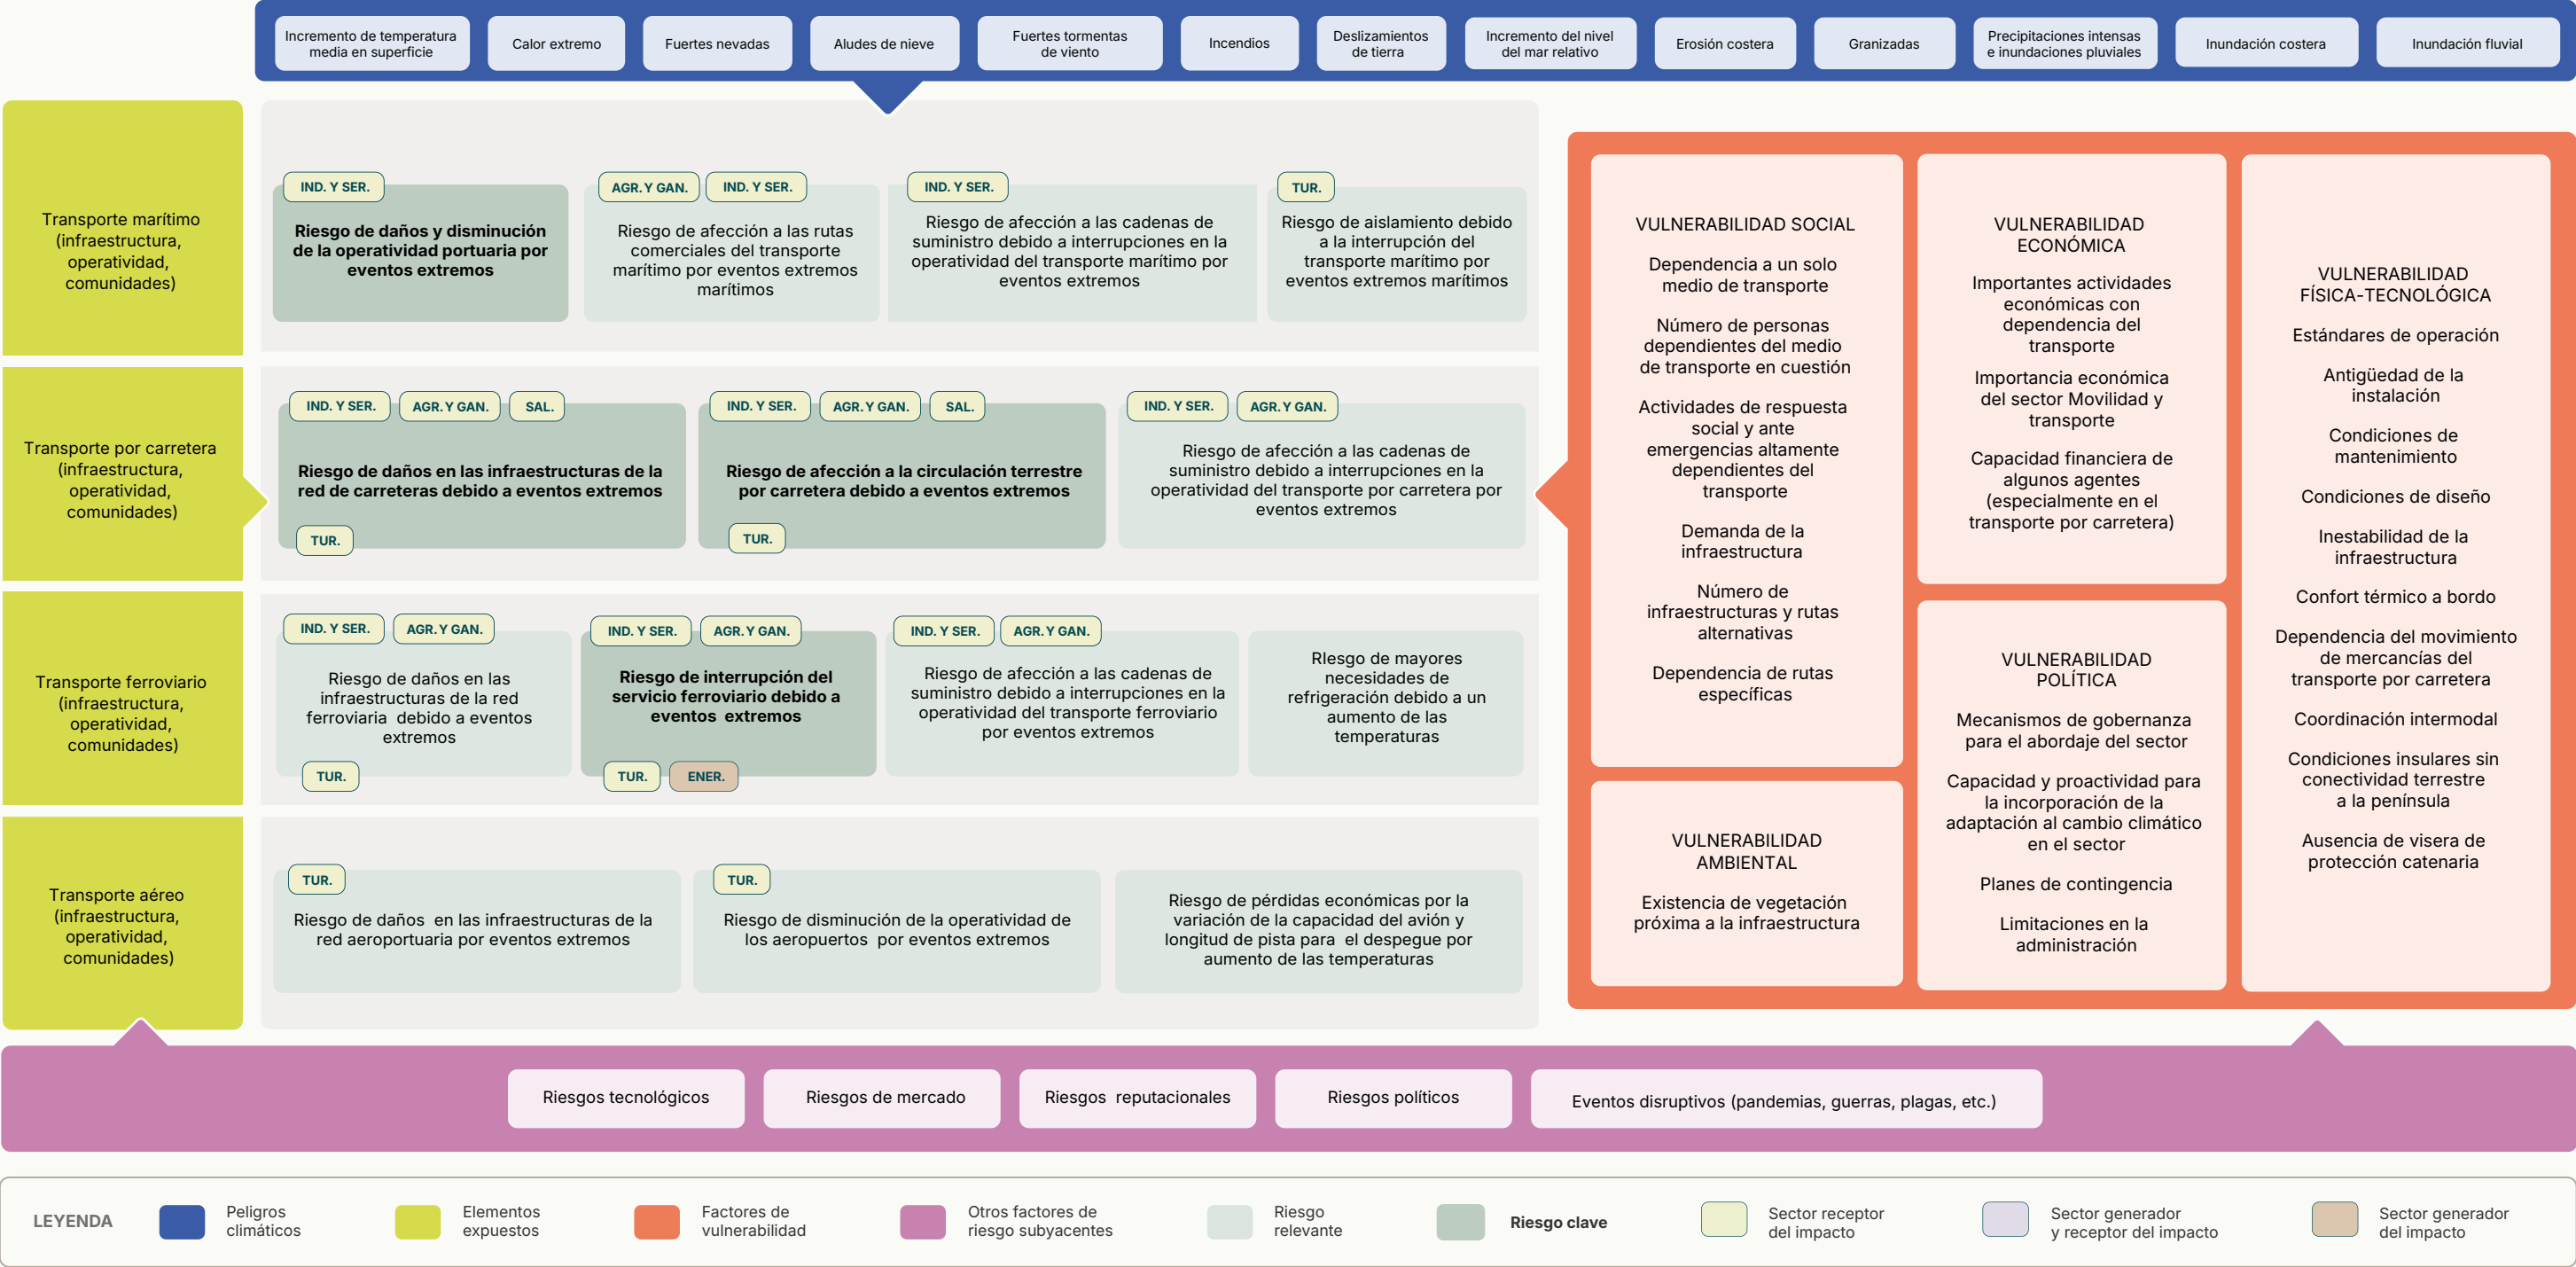 Incremento de temperatura
media en superficie
Calor extremo
Fuertes nevadas
Aludes de nieve
Fuertes tormentas
de viento
Incendios
Deslizamientos
de tierra
Incremento del nivel
del mar relativo
Erosión costera
Granizadas
Precipitaciones intensas
e inundaciones pluviales
Inundación costera
Inundación fluvial
Transporte marítimo
(infraestructura,
operatividad,
comunidades)
IND. Y SER.
Riesgo de daños y disminución
de la operatividad portuaria por
eventos extremos
AGR. Y GAN.
IND. Y SER.
Riesgo de afección a las rutas
comerciales del transporte
marítimo por eventos extremos
marítimos
IND. Y SER.
Riesgo de afección a las cadenas de
suministro debido a interrupciones en la
operatividad del transporte marítimo por
eventos extremos
TUR.
Riesgo de aislamiento debido
a la interrupción del
transporte marítimo por
eventos extremos marítimos
Transporte por carretera
(infraestructura,
operatividad,
comunidades)
IND. Y SER.
AGR. Y GAN.
SAL.
Riesgo de daños en las infraestructuras de la
red de carreteras debido a eventos extremos
TUR.
IND. Y SER.
AGR. Y GAN.
SAL.
Riesgo de afección a la circulación terrestre
por carretera debido a eventos extremos
TUR.
IND. Y SER.
AGR. Y GAN.
Riesgo de afección a las cadenas de
suministro debido a interrupciones en la
operatividad del transporte por carretera por
eventos extremos
Transporte ferroviario
(infraestructura,
operatividad,
comunidades)
IND. Y SER.
AGR. Y GAN.
Riesgo de daños en las
infraestructuras de la red
ferroviaria debido a eventos
extremos
TUR.
IND. Y SER.
AGR. Y GAN.
Riesgo de interrupción del
servicio ferroviario debido a
eventos extremos
TUR.
ENER.
IND. Y SER.
AGR. Y GAN.
Riesgo de afección a las cadenas de
suministro debido a interrupciones en la
operatividad del transporte ferroviario
por eventos extremos
RIesgo de mayores
necesidades de
refrigeración debido a un
aumento de las
temperaturas
Transporte aéreo
(infraestructura,
operatividad,
comunidades)
TUR.
Riesgo de daños en las infraestructuras de la
red aeroportuaria por eventos extremos
TUR.
Riesgo de disminución de la operatividad de
los aeropuertos por eventos extremos
Riesgo de pérdidas económicas por la
variación de la capacidad del avión y
longitud de pista para el despegue por
aumento de las temperaturas
VULNERABILIDAD SOCIAL
Dependencia a un solo
medio de transporte
Número de personas
dependientes del medio
de transporte en cuestión
Actividades de respuesta
social y ante
emergencias altamente
dependientes del
transporte
Demanda de la
infraestructura
Número de
infraestructuras y rutas
alternativas
Dependencia de rutas
específicas
VULNERABILIDAD
AMBIENTAL
Existencia de vegetación
próxima a la infraestructura
VULNERABILIDAD
ECONÓMICA
Importantes actividades
económicas con
dependencia del
transporte
Importancia económica
del sector Movilidad y
transporte
Capacidad financiera de
algunos agentes
(especialmente en el
transporte por carretera)
VULNERABILIDAD
POLÍTICA
Mecanismos de gobernanza
para el abordaje del sector
Capacidad y proactividad para
la incorporación de la
adaptación al cambio climático
en el sector
Planes de contingencia
Limitaciones en la
administración
VULNERABILIDAD
FÍSICA-TECNOLÓGICA
Estándares de operación
Antigüedad de la
instalación
Condiciones de
mantenimiento
Condiciones de diseño
Inestabilidad de la
infraestructura
Confort térmico a bordo
Dependencia del movimiento
de mercancías del
transporte por carretera
Coordinación intermodal
Condiciones insulares sin
conectividad terrestre
a la península
Ausencia de visera de
protección catenaria
Riesgos tecnológicos
Riesgos de mercado
Riesgos reputacionales
Riesgos políticos
Eventos disruptivos (pandemias, guerras, plagas, etc.)
LEYENDA
Peligros
climáticos
Elementos
expuestos
Factores de
vulnerabilidad
Otros factores de
riesgo subyacentes
Riesgo
relevante
Riesgo clave
Sector receptor
del impacto
Sector generador
y receptor del impacto
Sector generador
del impacto